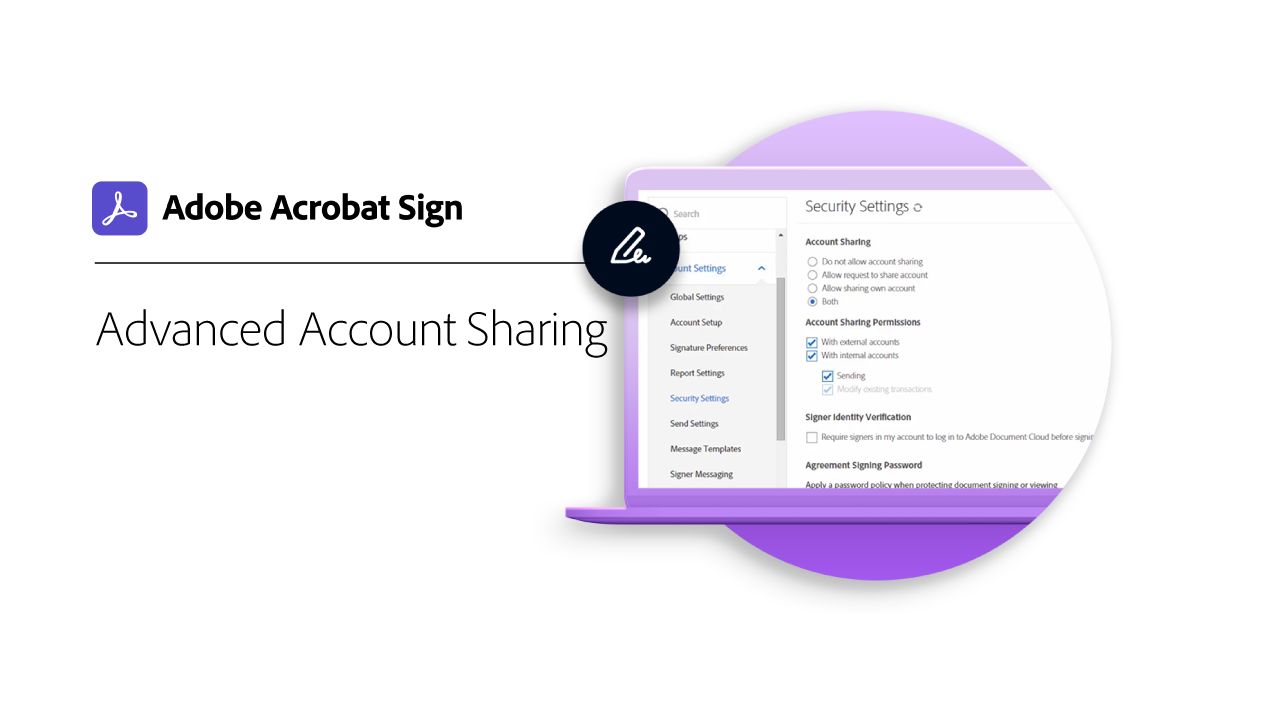 Adobe Acrobat Sign
Advanced Account Sharing
Search
Account Settings
Global Settings
Account Setup
Signature Preferences
Report Settings
Security Settings
Send Settings
Message Templates
Signer Messaging
Security Settings
Account Sharing
Do not allow account sharing
Allow request to share account
Allow sharing own account
Both
Account Sharing Permissions
With external accounts
With internal accounts
Sending
Modify existing transactions
Signer Identity Verification
Require signers in my account to log in to Adobe Document Cloud before
Agreement Signing Password
Apply a password policy when protecting document signing or viewing